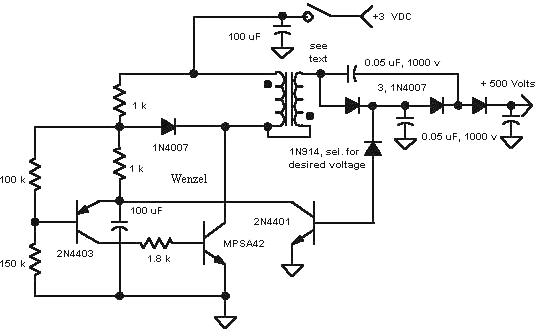 +3 VDC
100 uF
see
text
0.05 uF, 1000 v
3, 1N4007
+ 500 Volts
1 k
1N4007
0.05 uF, 1000 v
1N914, sel. for
desired voltage
1 k
100 k
Wenzel
100 uF
2N4401
2N4403
MPSA42
1.8 k
150 k